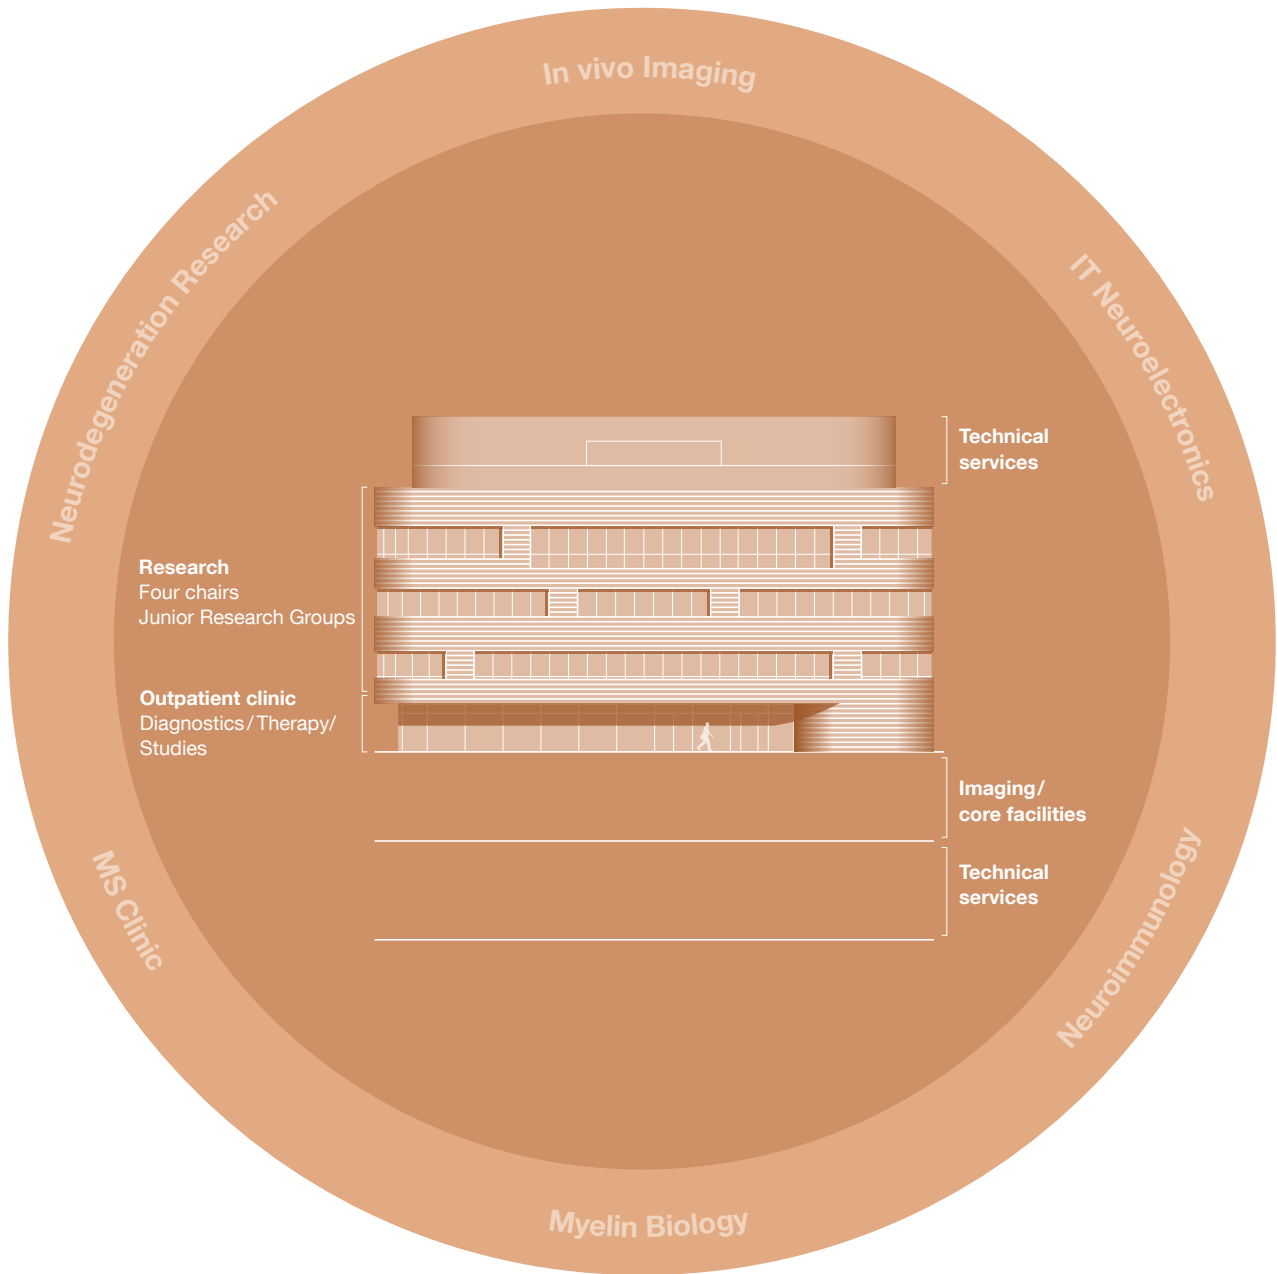 In vivo Imaging
Neurodegeneration Research
IT Neuroelectronics
Technical
services
Research
Four chairs
Junior Research Groups
Outpatient clinic
Diagnostics / Therapy /
Studies
Imaging /
core facilities
Technical
services
MS Clinic
Neuroimmunology
Myelin Biology